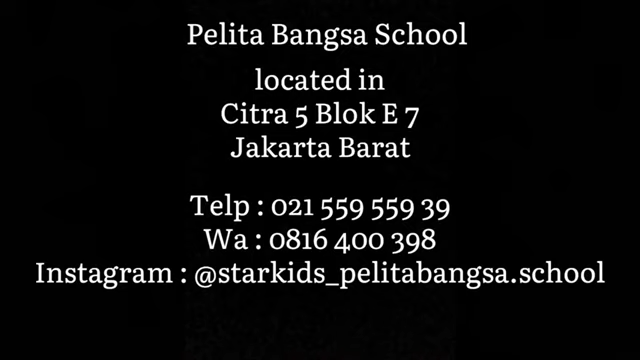 Pelita Bangsa School
located in
Citra 5 Blok E 7
Jakarta Barat
Telp : 021 559 559 39
Wa : 0816 400 398
Instagram : @starkids_pelitabangsa.school